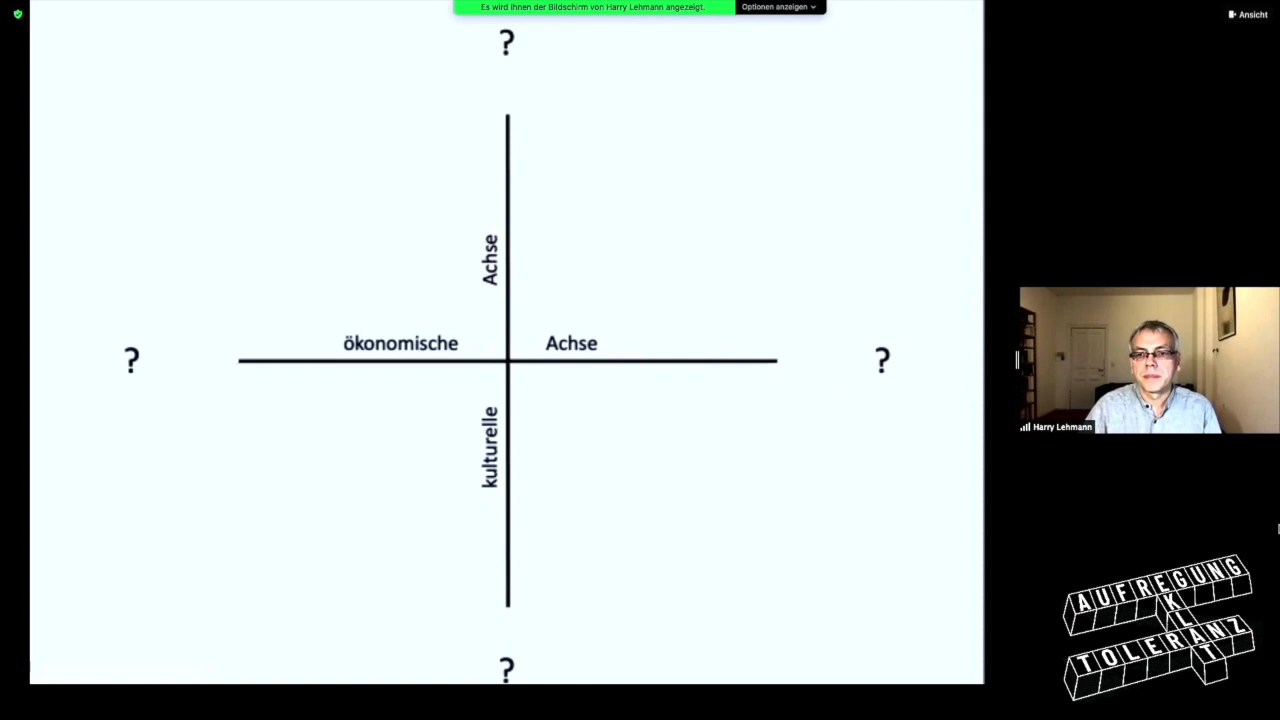 Es wird Ihnen der Bildschirm von Harry Lehmann angezeigt.
Optionen anzeigen
Ansicht
?
Achse
ökonomische Achse
? ?
kulturelle
?
Harry Lehmann
AUFREGUNG
EKLAT
TOLERANZ